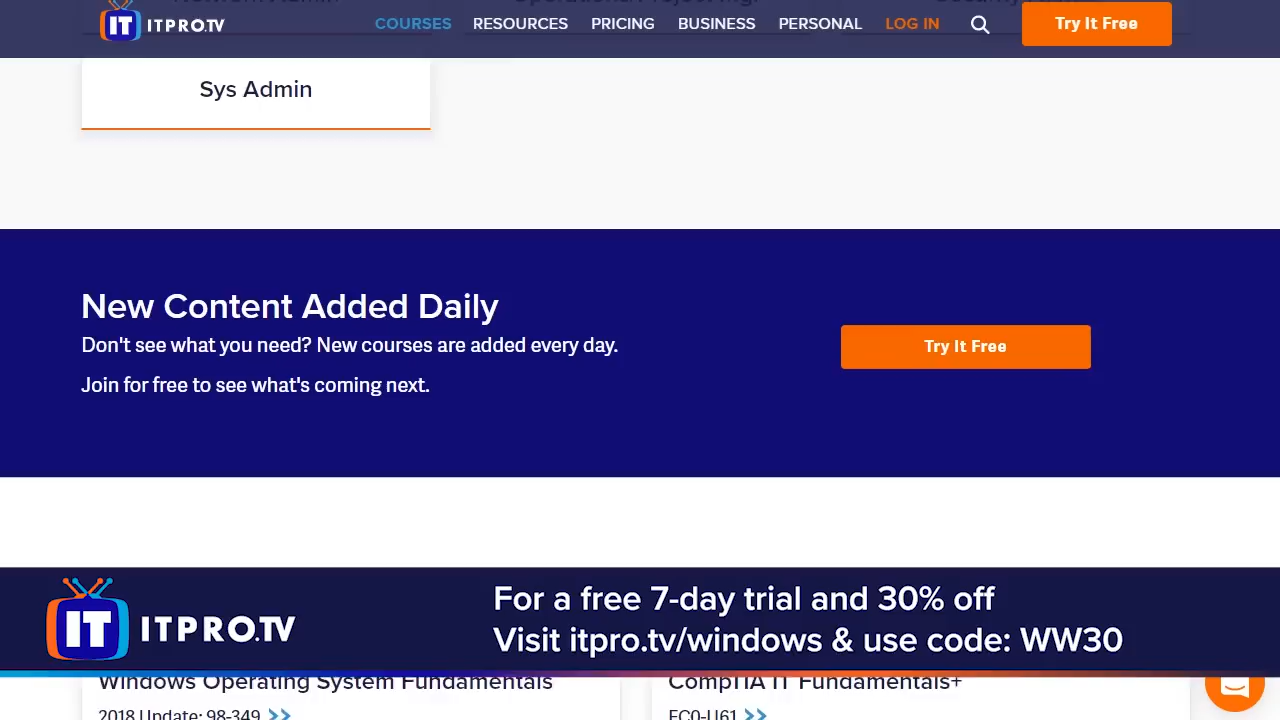 IT ITPRO.TV COURSES RESOURCES PRICING BUSINESS PERSONAL LOG IN Try It Free
Sys Admin
New Content Added Daily
Don't see what you need? New courses are added every day.
Try It Free
Join for free to see what's coming next.
IT ITPRO.TV
For a free 7-day trial and 30% off
Visit itpro.tv/windows & use code: WW30
Windows Operating System Fundamentals
2018 Update: 98-349
CompTIA IT Fundamentals+
FC0-U61